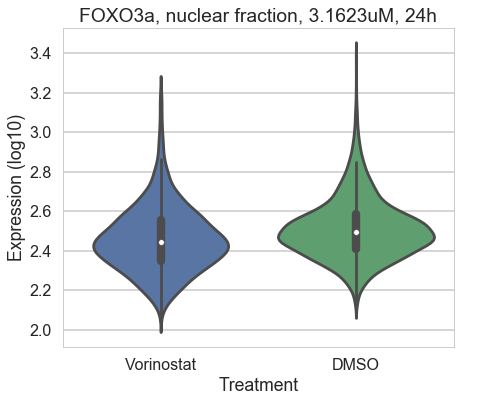 FOXO3a, nuclear fraction, 3.1623uM, 24h
Expression (log10)
3.4
3.2
3.0
2.8
2.6
2.4
2.2
2.0
Vorinostat
DMSO
Treatment